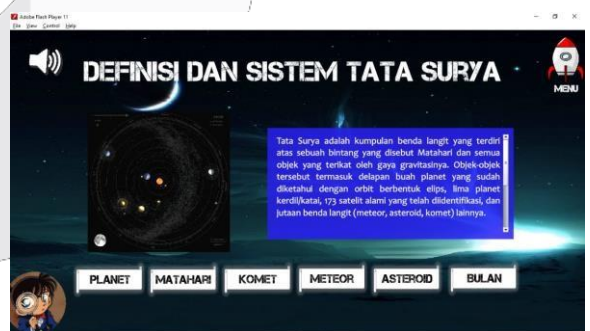 Adobe Flash Player 11
File View Control Help
DEFINISI DAN SISTEM TATA SURYA
MENU
Tata Surya adalah kumpulan benda langit yang terdiri
atas sebuah bintang yang disebut Matahari dan semua
objek yang terikat oleh gaya gravitasinya. Objek-objek
tersebut termasuk delapan buah planet yang sudah
diketahui dengan orbit berbentuk elips, lima planet
kerdil/katai, 173 satelit alami yang telah diidentifikasi, dan
jutaan benda langit (meteor, asteroid, komet) lainnya.
PLANET MATAHARI KOMET METEOR ASTEROID BULAN